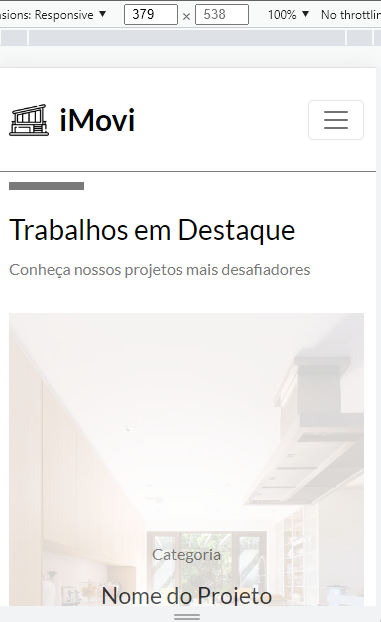 sions: Responsive ▼ 379 × 538 100% ▼ No throttlin
iMovi
Trabalhos em Destaque
Conheça nossos projetos mais desafiadores
Categoria
Nome do Projeto